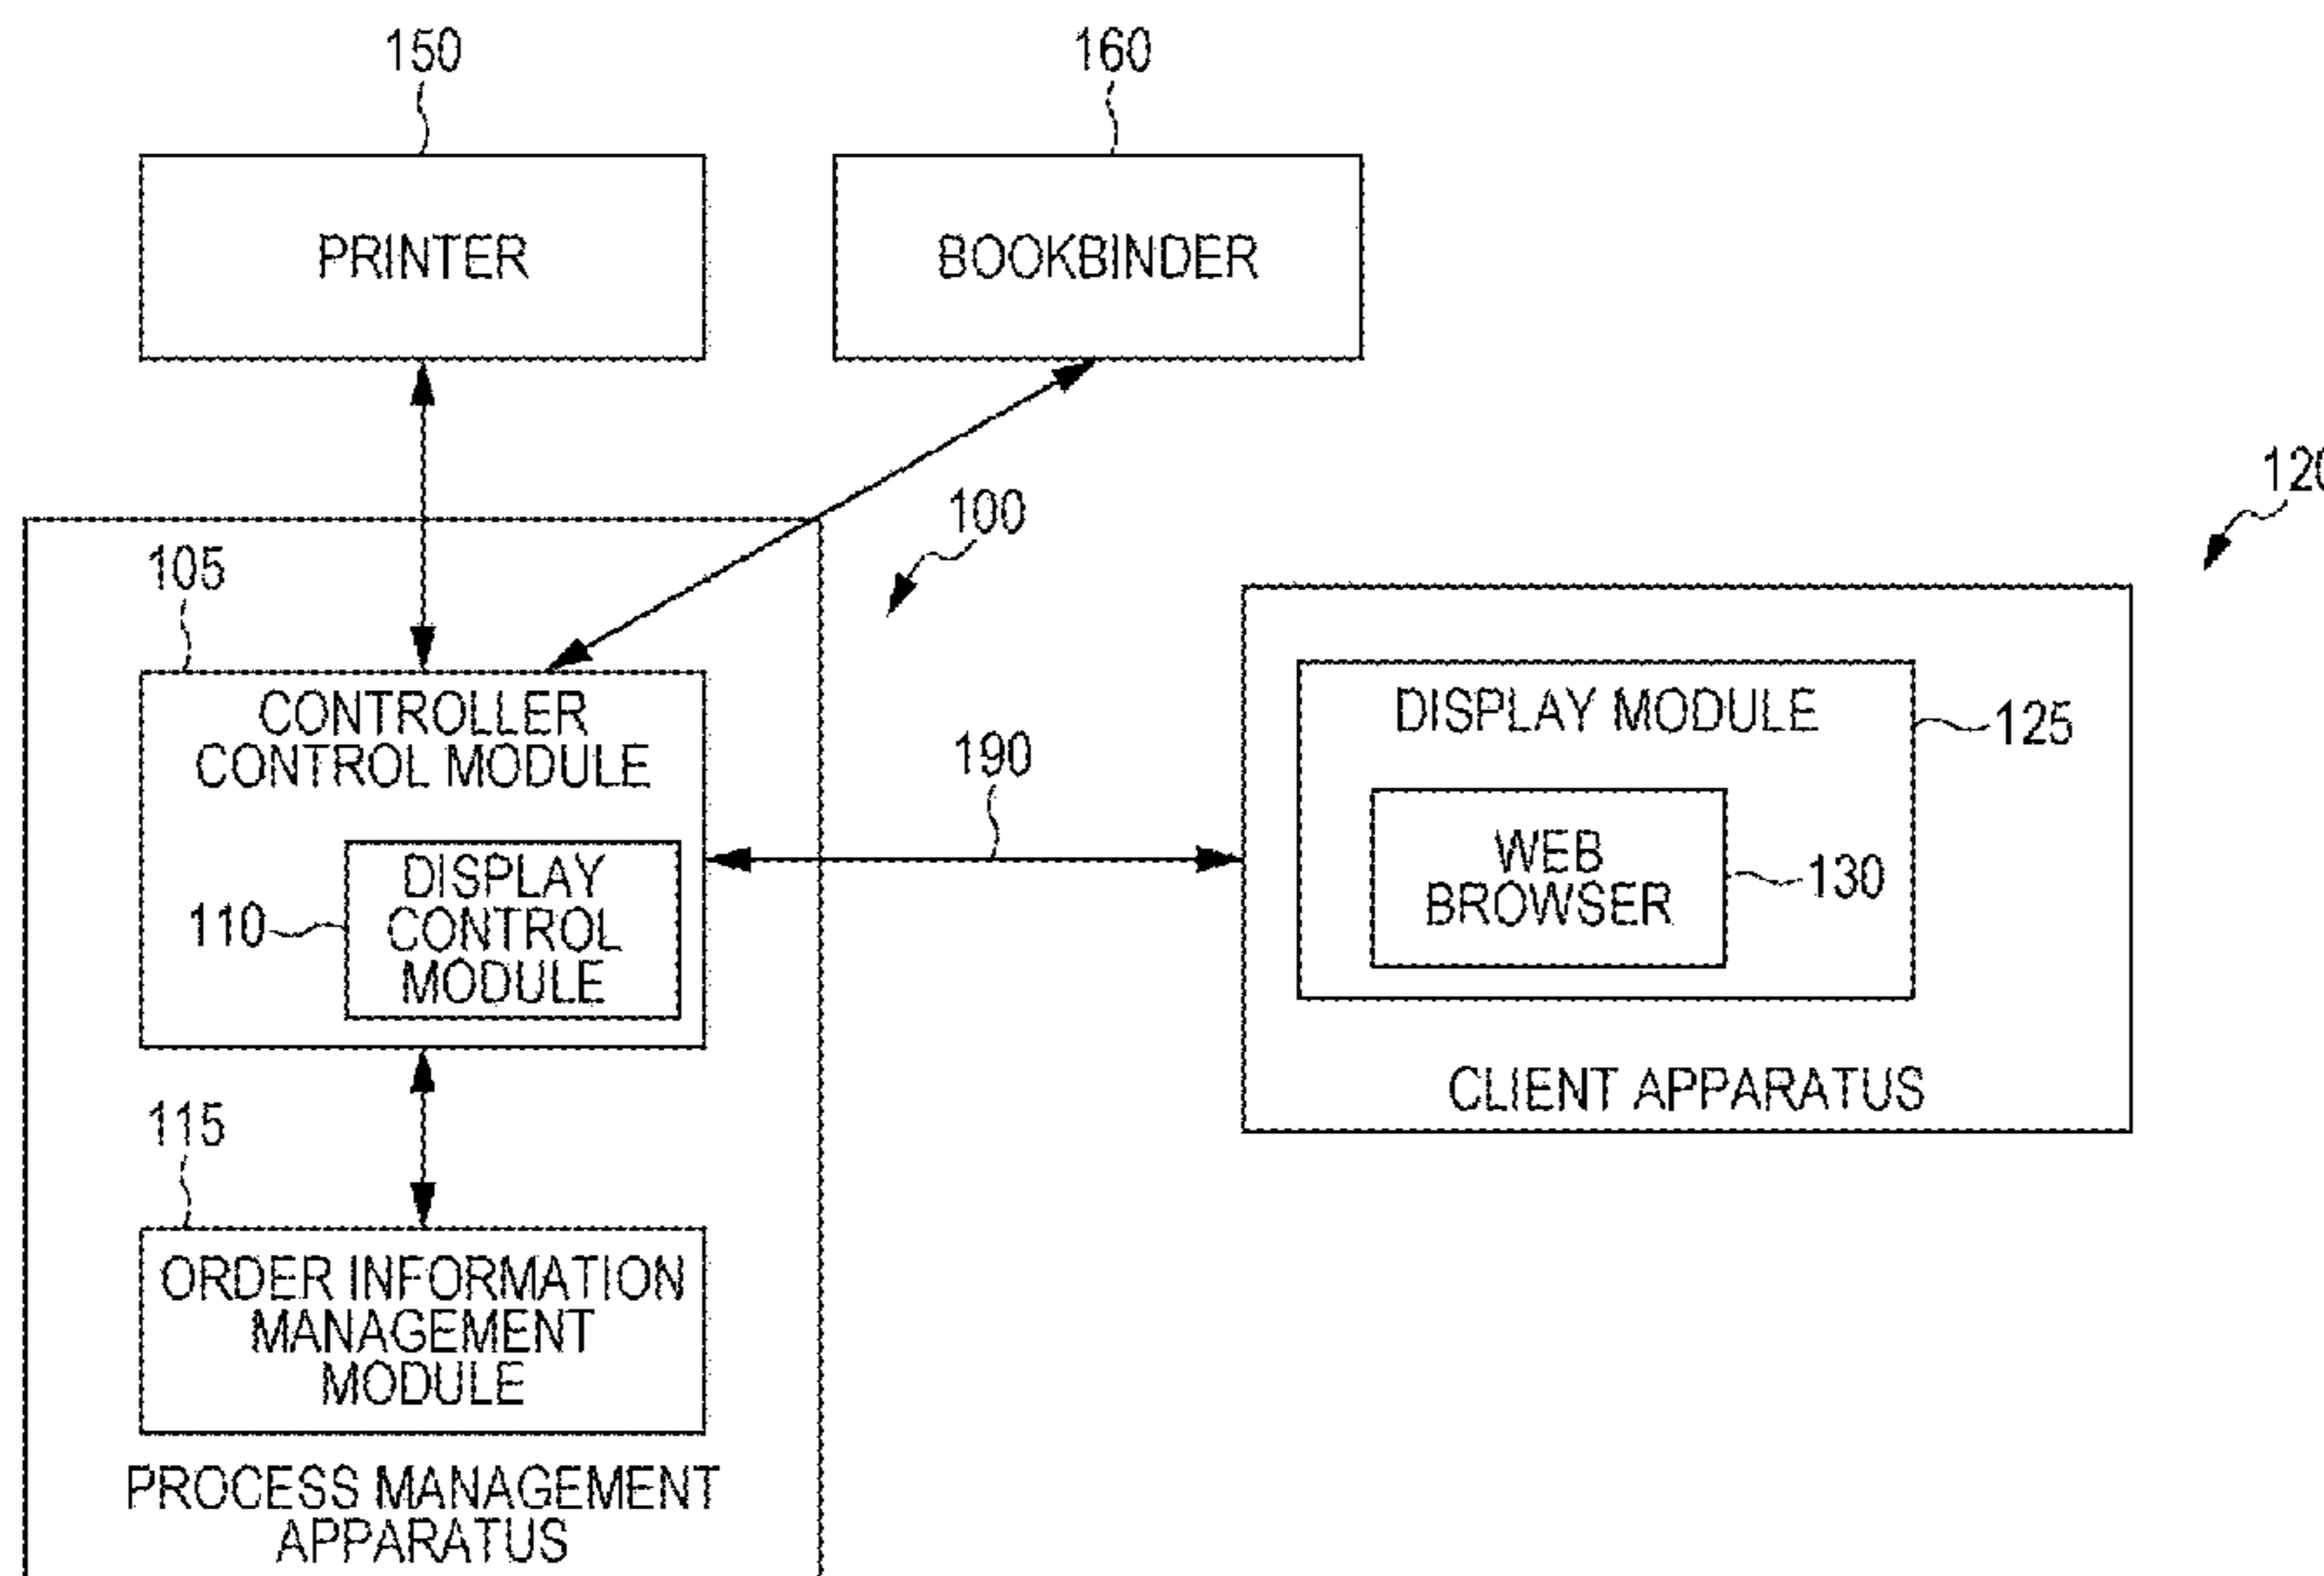 150
160
PRINTER
BOOKBINDER
120
100
105
CONTROLLER
CONTROL MODULE
DISPLAY MODULE
125
190
WEB
BROWSER
130
DISPLAY
CONTROL
MODULE
110
CLIENT APPARATUS
115
ORDER INFORMATION
MANAGEMENT
MODULE
PROCESS MANAGEMENT
APPARATUS